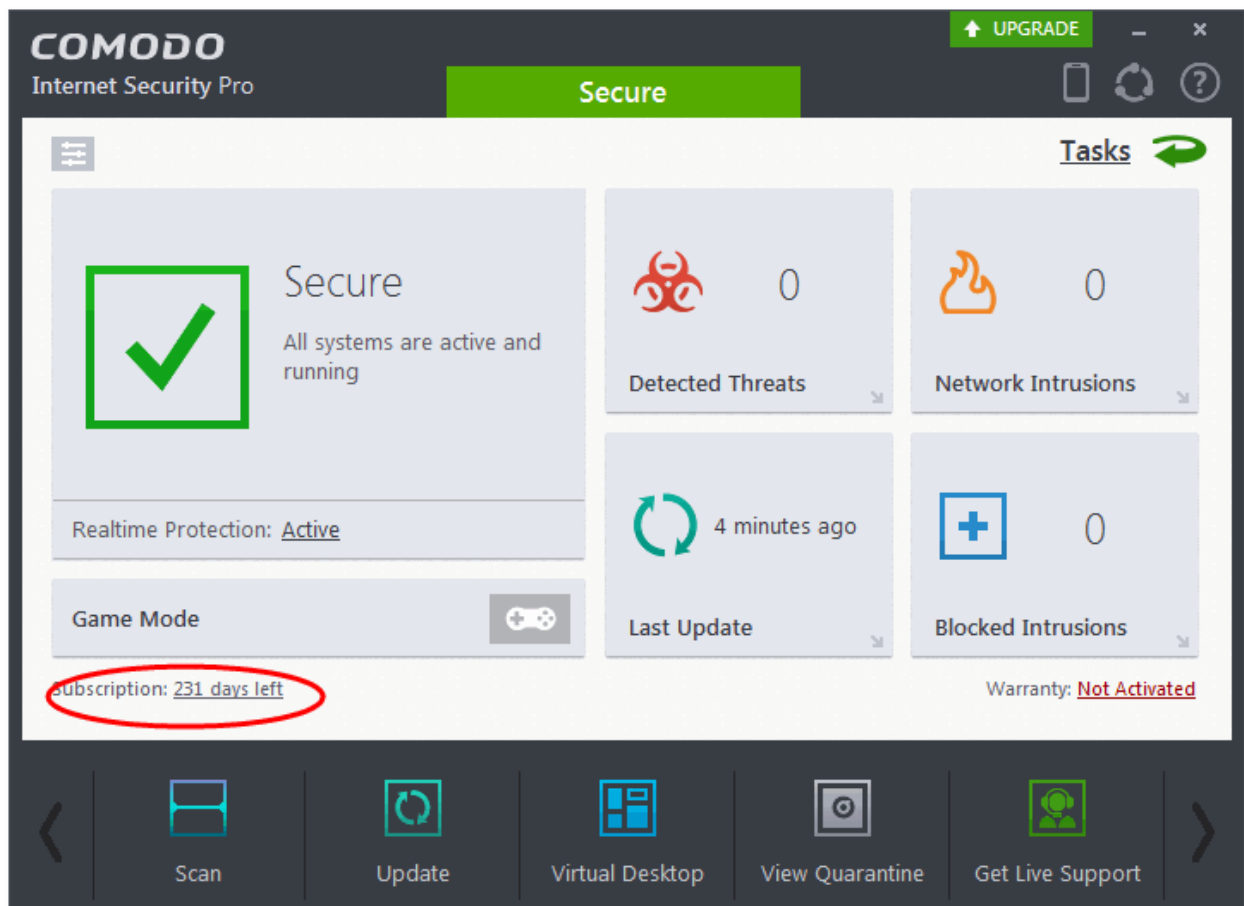 COMODO
Internet Security Pro
UPGRADE
Secure
Tasks
Secure
All systems are active and
running
Realtime Protection: Active
Game Mode
0
Detected Threats
0
Network Intrusions
4 minutes ago
Last Update
0
Blocked Intrusions
Subscription: 231 days left
Warranty: Not Activated
Scan
Update
Virtual Desktop
View Quarantine
Get Live Support